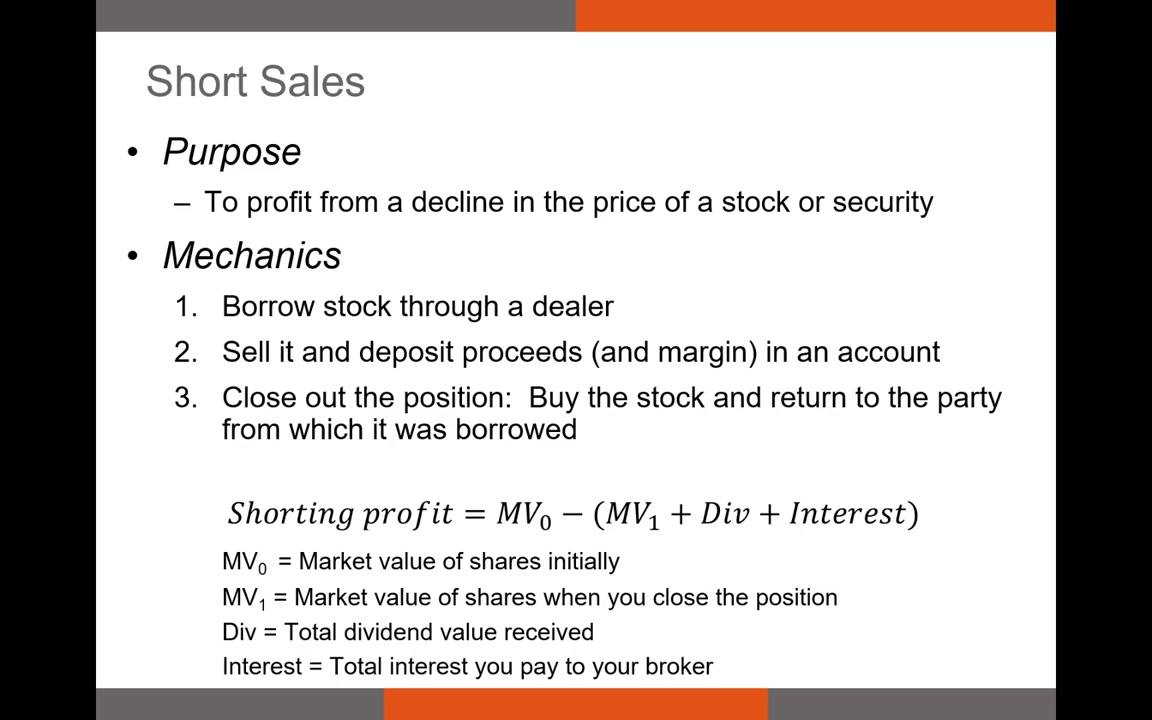 Short Sales
• Purpose
– To profit from a decline in the price of a stock or security
• Mechanics
1. Borrow stock through a dealer
2. Sell it and deposit proceeds (and margin) in an account
3. Close out the position: Buy the stock and return to the party
from which it was borrowed
Shorting profit = MV₀ − (MV₁ + Div + Interest)
MV₀ = Market value of shares initially
MV₁ = Market value of shares when you close the position
Div = Total dividend value received
Interest = Total interest you pay to your broker